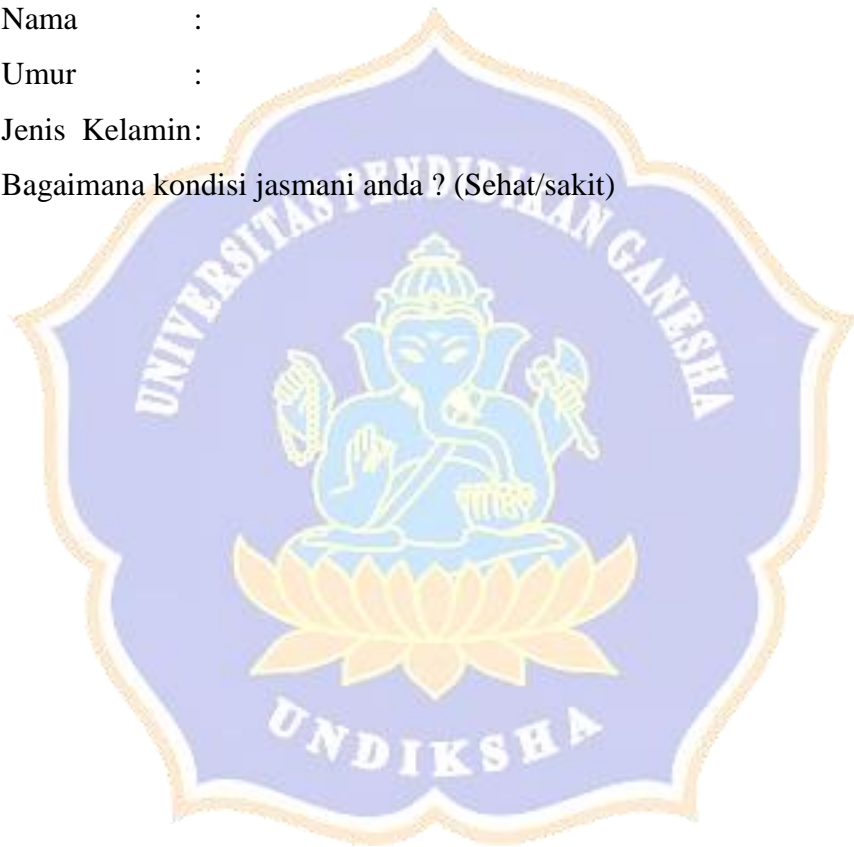 Nama :
Umur :
Jenis Kelamin:
Bagaimana kondisi jasmani anda ? (Sehat/sakit)
UNIVERSITAS PENDIDIKAN GANESHA
UNDIKSHA